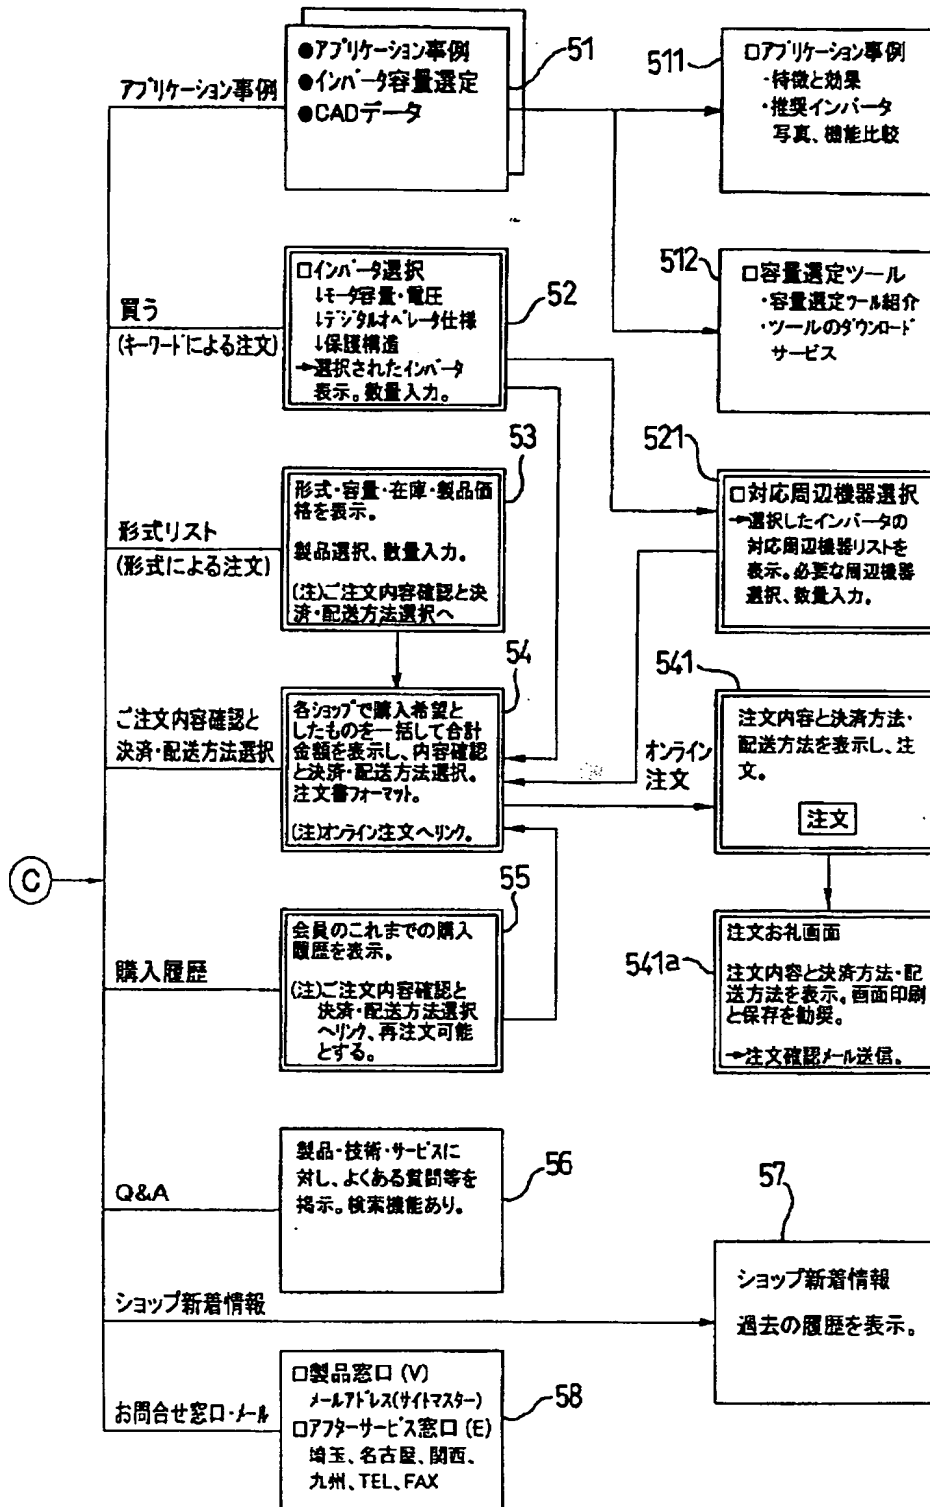 アプリケーション事例
●アプリケーション事例
●インバータ容量選定
●CADデータ
51
511
□アプリケーション事例
・特徴と効果
・推奨インバータ
写真、機能比較
512
□容量選定ツール
・容量選定ツール紹介
・ツールのダウンロード
サービス
買う
(キーワードによる注文)
□インバータ選択
↓モータ容量・電圧
↓デジタルオペレータ仕様
↓保護構造
→選択されたインバータ
表示。数量入力。
52
521
□対応周辺機器選択
→選択したインバータの
対応周辺機器リストを
表示。必要な周辺機器
選択、数量入力。
形式リスト
(形式による注文)
形式・容量・在庫・製品価
格を表示。
製品選択、数量入力。
(注)ご注文内容確認と決
済・配送方法選択へ
53
ご注文内容確認と
決済・配送方法選択
各ショップで購入希望と
したものを一括して合計
金額を表示し、内容確認
と決済・配送方法選択。
注文書フォーマット。
(注)オンライン注文へリンク。
54
オンライン
注文
541
注文内容と決済方法・
配送方法を表示し、注
文。
注文
541a
注文お礼画面
注文内容と決済方法・配
送方法を表示。画面印刷
と保存を勧奨。
→注文確認メール送信。
C
購入履歴
会員のこれまでの購入
履歴を表示。
(注)ご注文内容確認と
決済・配送方法選択
へリンク、再注文可能
とする。
55
Q&A
製品・技術・サービスに
対し、よくある質問等を
掲示。検索機能あり。
56
ショップ新着情報
57
ショップ新着情報
過去の履歴を表示。
お問合せ窓口・メール
□製品窓口(V)
メールアドレス(サイトマスター)
□アフターサービス窓口(E)
埼玉、名古屋、関西、
九州、TEL、FAX
58